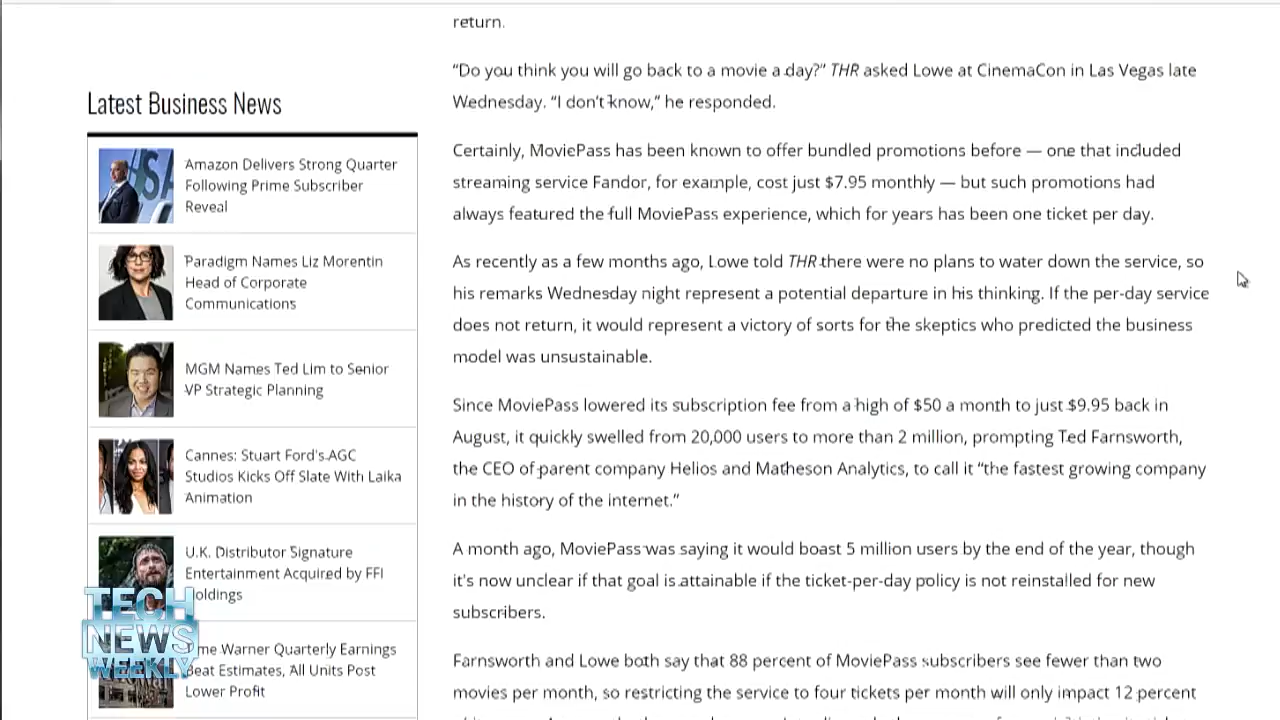 return.
“Do you think you will go back to a movie a day?” THR asked Lowe at CinemaCon in Las Vegas late
Wednesday. “I don't know,” he responded.
Certainly, MoviePass has been known to offer bundled promotions before — one that included
streaming service Fandor, for example, cost just $7.95 monthly — but such promotions had
always featured the full MoviePass experience, which for years has been one ticket per day.
As recently as a few months ago, Lowe told THR there were no plans to water down the service, so
his remarks Wednesday night represent a potential departure in his thinking. If the per-day service
does not return, it would represent a victory of sorts for the skeptics who predicted the business
model was unsustainable.
Since MoviePass lowered its subscription fee from a high of $50 a month to just $9.95 back in
August, it quickly swelled from 20,000 users to more than 2 million, prompting Ted Farnsworth,
the CEO of parent company Helios and Matheson Analytics, to call it “the fastest growing company
in the history of the internet.”
A month ago, MoviePass was saying it would boast 5 million users by the end of the year, though
it's now unclear if that goal is attainable if the ticket-per-day policy is not reinstalled for new
subscribers.
Farnsworth and Lowe both say that 88 percent of MoviePass subscribers see fewer than two
movies per month, so restricting the service to four tickets per month will only impact 12 percent
Latest Business News
Amazon Delivers Strong Quarter
Following Prime Subscriber
Reveal
Paradigm Names Liz Morentin
Head of Corporate
Communications
MGM Names Ted Lim to Senior
VP Strategic Planning
Cannes: Stuart Ford's AGC
Studios Kicks Off Slate With Laika
Animation
U.K. Distributor Signature
Entertainment Acquired by FFI
oldings
me Warner Quarterly Earnings
Beat Estimates, All Units Post
Lower Profit
TECH
NEWS
WEEKLY